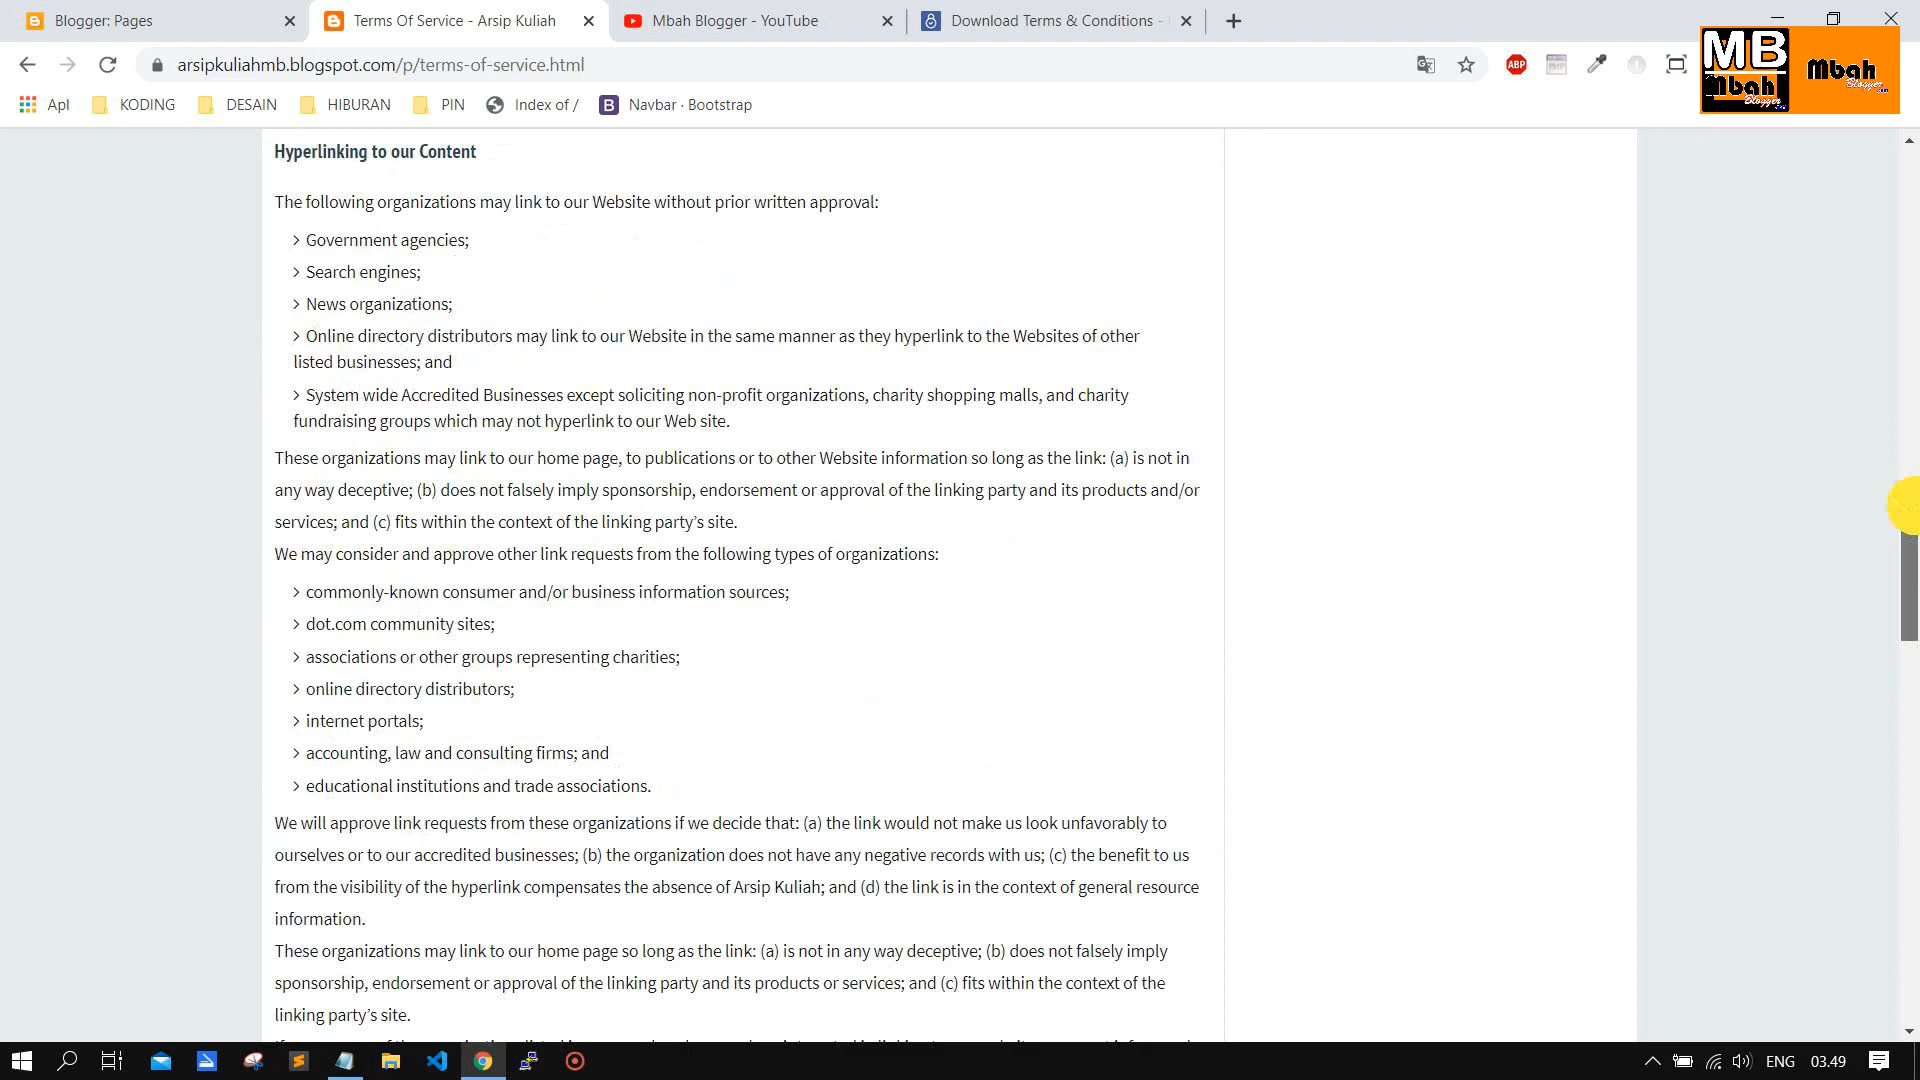 Blogger: Pages
Terms Of Service - Arsip Kuliah
Mbah Blogger - YouTube
Download Terms & Conditions -
arsipkuliahmb.blogspot.com/p/terms-of-service.html
ABP
MB
Mbah
Blogger
Mbah
Blogger
Apl
KODING
DESAIN
HIBURAN
PIN
Index of /
B
Navbar · Bootstrap
Hyperlinking to our Content
The following organizations may link to our Website without prior written approval:
> Government agencies;
> Search engines;
> News organizations;
> Online directory distributors may link to our Website in the same manner as they hyperlink to the Websites of other
listed businesses; and
> System wide Accredited Businesses except soliciting non-profit organizations, charity shopping malls, and charity
fundraising groups which may not hyperlink to our Web site.
These organizations may link to our home page, to publications or to other Website information so long as the link: (a) is not in
any way deceptive; (b) does not falsely imply sponsorship, endorsement or approval of the linking party and its products and/or
services; and (c) fits within the context of the linking party’s site.
We may consider and approve other link requests from the following types of organizations:
> commonly-known consumer and/or business information sources;
> dot.com community sites;
> associations or other groups representing charities;
> online directory distributors;
> internet portals;
> accounting, law and consulting firms; and
> educational institutions and trade associations.
We will approve link requests from these organizations if we decide that: (a) the link would not make us look unfavorably to
ourselves or to our accredited businesses; (b) the organization does not have any negative records with us; (c) the benefit to us
from the visibility of the hyperlink compensates the absence of Arsip Kuliah; and (d) the link is in the context of general resource
information.
These organizations may link to our home page so long as the link: (a) is not in any way deceptive; (b) does not falsely imply
sponsorship, endorsement or approval of the linking party and its products or services; and (c) fits within the context of the
linking party’s site.
ENG
03.49